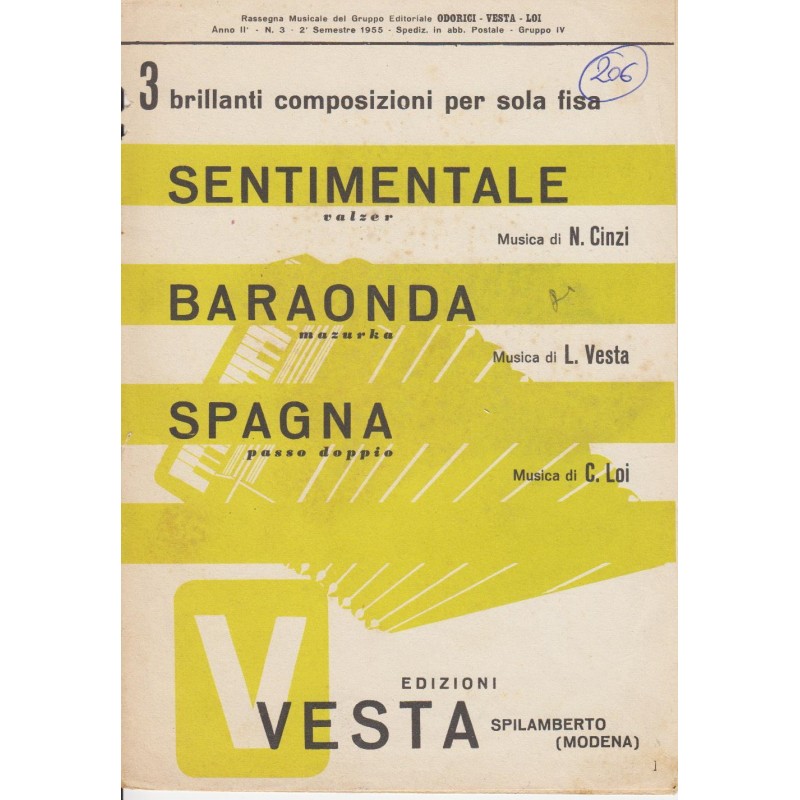 Rassegna Musicale del Gruppo Editoriale ODORICI - VESTA - LOI
Anno II° - N. 3 - 2° Semestre 1955 - Spediz. in abb. Postale - Gruppo IV
206
3 brillanti composizioni per sola fisa
SENTIMENTALE
valzer
Musica di N. Cinzi
BARAONDA
mazurka
Musica di L. Vesta
SPAGNA
passo doppio
Musica di C. Loi
V
EDIZIONI
VESTA SPILAMBERTO
(MODENA)
1